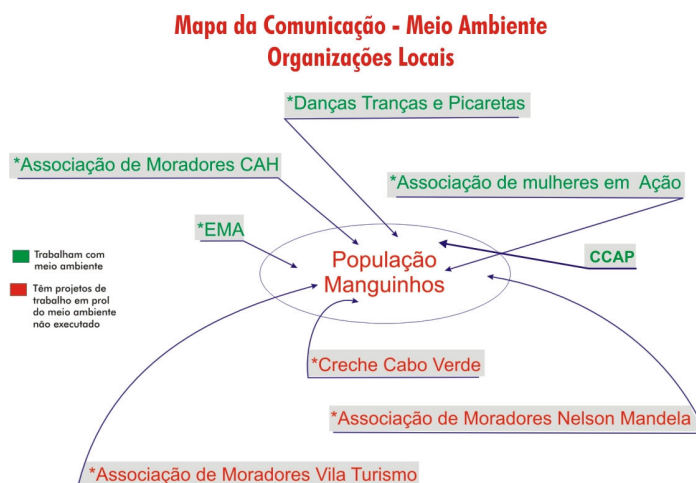 Mapa da Comunicação - Meio Ambiente
Organizações Locais
*Danças Tranças e Picaretas
*Associação de Moradores CAH
*Associação de mulheres em Ação
*EMA
CCAP
População
Manguinhos
Trabalham com
meio ambiente
Têm projetos de
trabalho em prol
do meio ambiente
não executado
*Creche Cabo Verde
*Associação de Moradores Nelson Mandela
*Associação de Moradores Vila Turismo